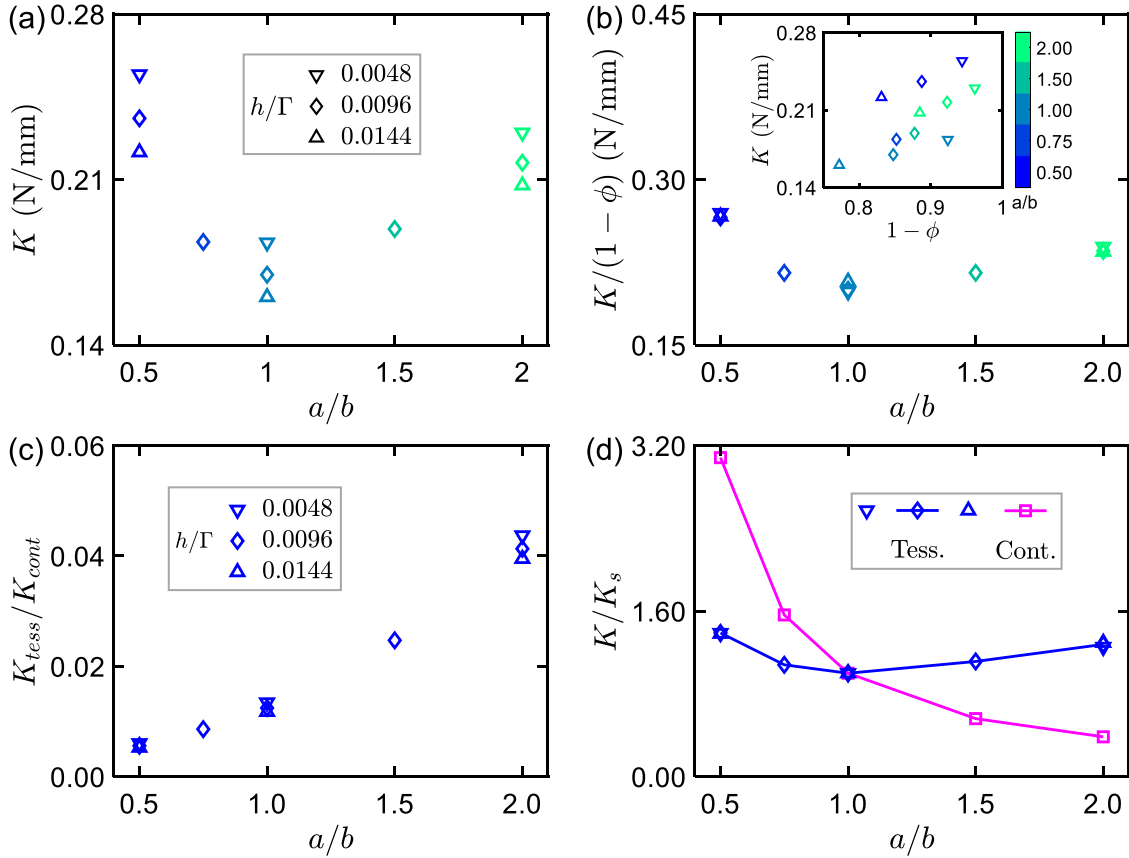 (a)
0.28
0.21
0.14
K (N/mm)
h/Γ
0.0048
0.0096
0.0144
0.5
1
1.5
2
a/b
(b)
0.45
0.30
0.15
K/(1 − ϕ) (N/mm)
0.28
0.21
0.14
K (N/mm)
0.8
0.9
1
1 − ϕ
2.00
1.50
1.00
0.75
0.50
a/b
0.5
1.0
1.5
2.0
a/b
(c)
0.06
0.04
0.02
0.00
K_tess/K_cont
h/Γ
0.0048
0.0096
0.0144
0.5
1.0
1.5
2.0
a/b
(d)
3.20
1.60
0.00
K/K_s
Tess.
Cont.
0.5
1.0
1.5
2.0
a/b